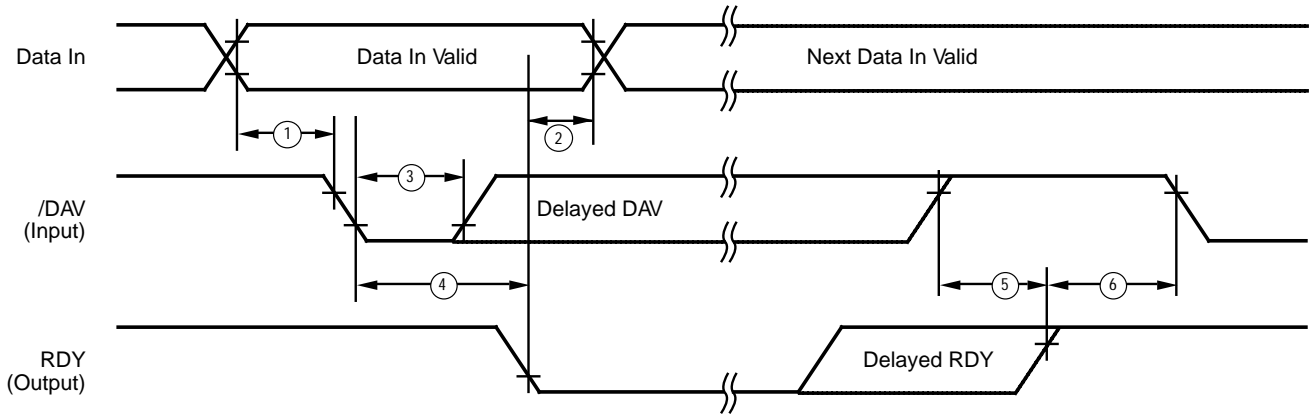 Data In
Data In Valid
Next Data In Valid
1
2
3
/DAV
(Input)
Delayed DAV
4
5
6
RDY
(Output)
Delayed RDY